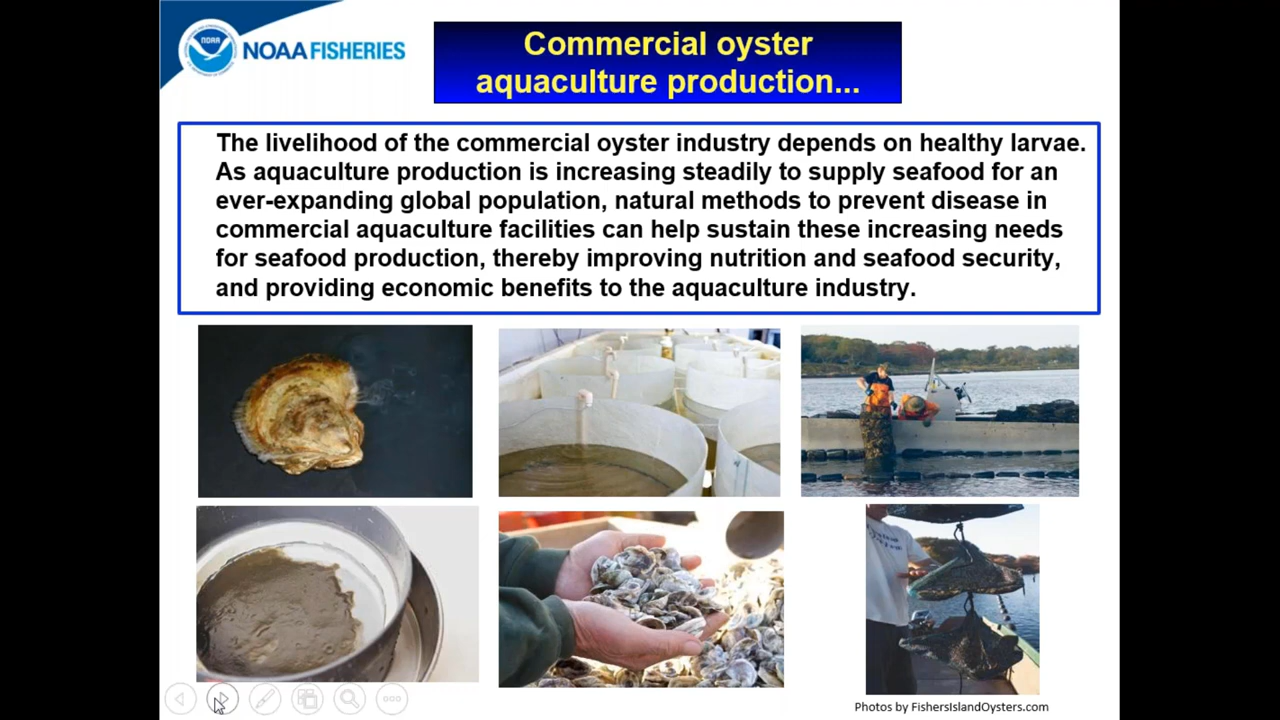 NOAA
NOAA FISHERIES
Commercial oyster
aquaculture production...
The livelihood of the commercial oyster industry depends on healthy larvae.
As aquaculture production is increasing steadily to supply seafood for an
ever-expanding global population, natural methods to prevent disease in
commercial aquaculture facilities can help sustain these increasing needs
for seafood production, thereby improving nutrition and seafood security,
and providing economic benefits to the aquaculture industry.
Photos by FishersIslandOysters.com